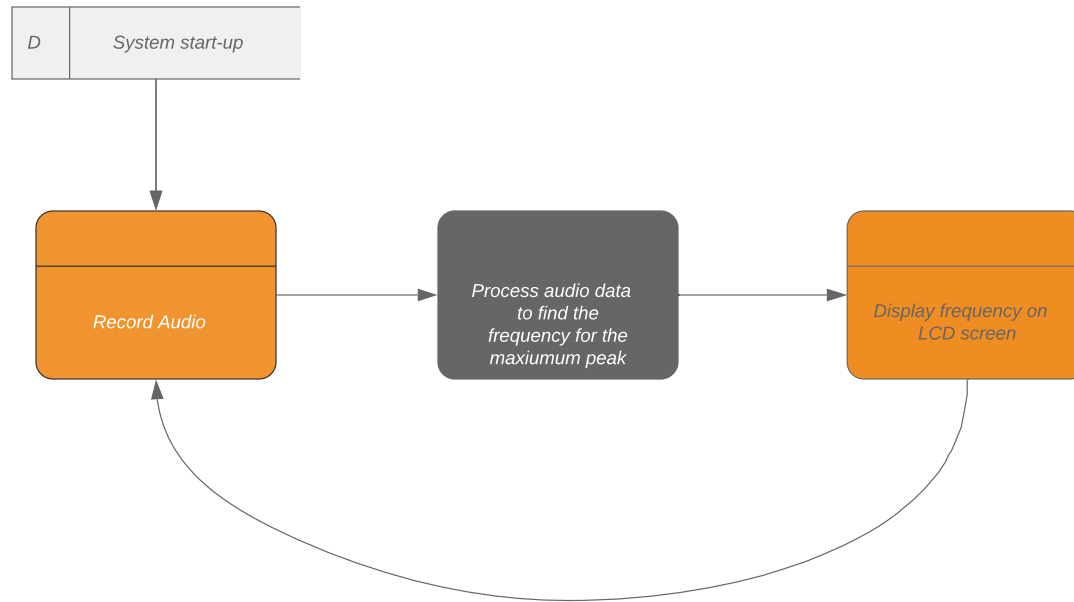 D
System start-up
Record Audio
Process audio data
to find the
frequency for the
maxiumum peak
Display frequency on
LCD screen